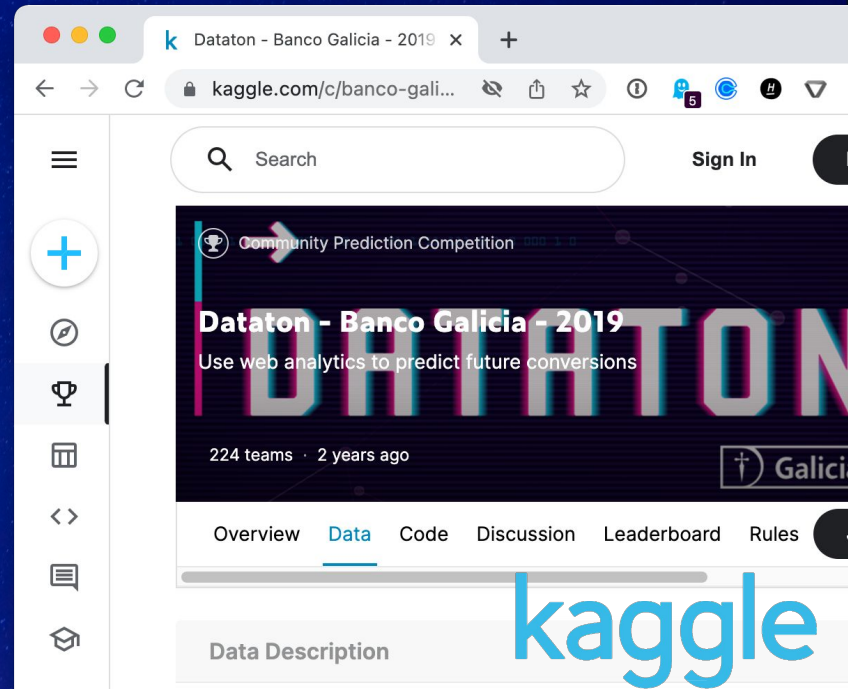 k Dataton - Banco Galicia - 2019
kaggle.com/c/banco-gali...
5
H
Search
Sign In
Community Prediction Competition
DATATON
Dataton - Banco Galicia - 2019
Use web analytics to predict future conversions
224 teams · 2 years ago
Galicia
Overview Data Code Discussion Leaderboard Rules
kaggle
Data Description